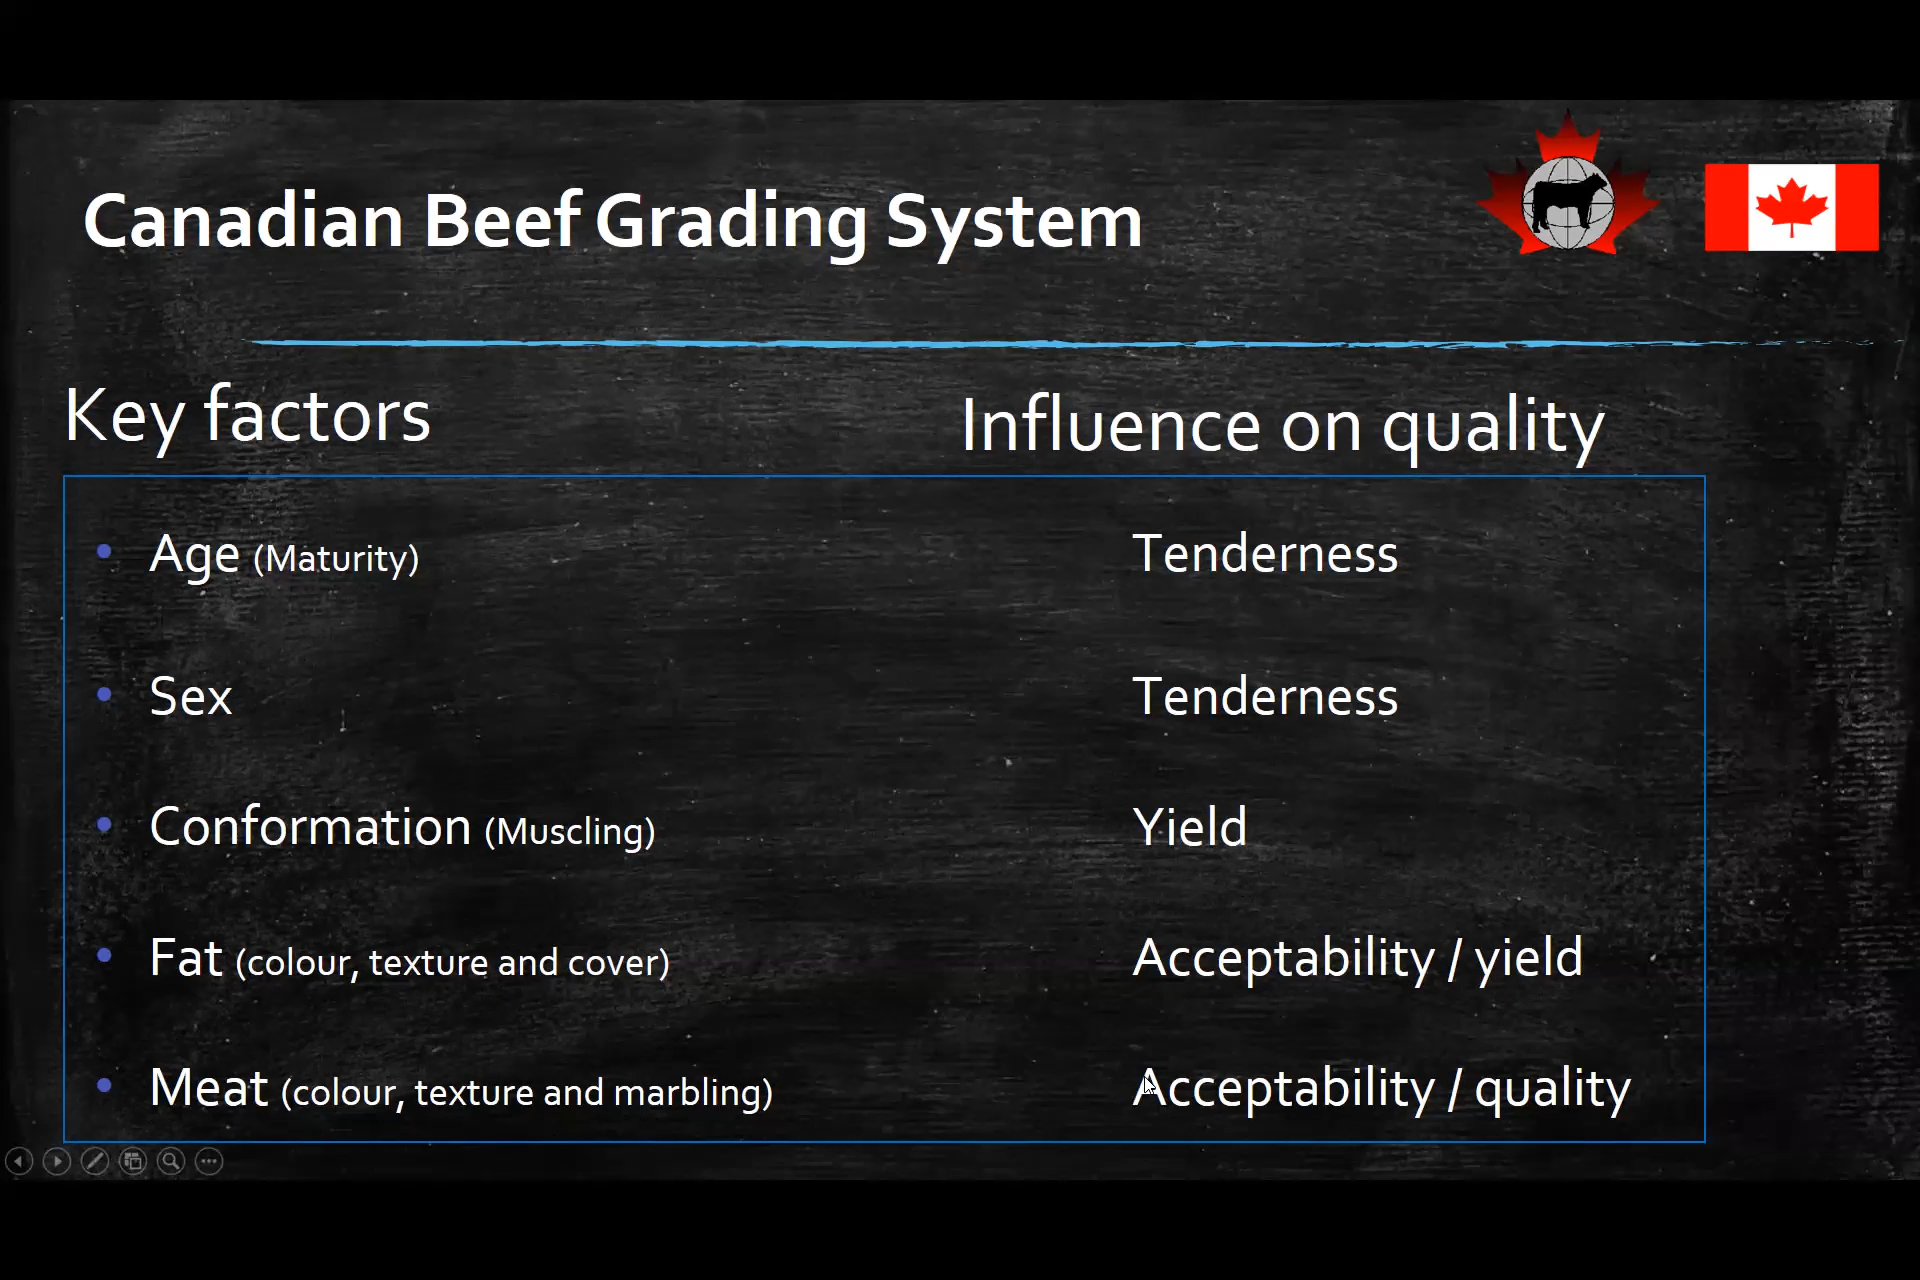 Canadian Beef Grading System
Key factors
Influence on quality
• Age (Maturity)
Tenderness
• Sex
Tenderness
• Conformation (Muscling)
Yield
• Fat (colour, texture and cover)
Acceptability / yield
• Meat (colour, texture and marbling)
Acceptability / quality